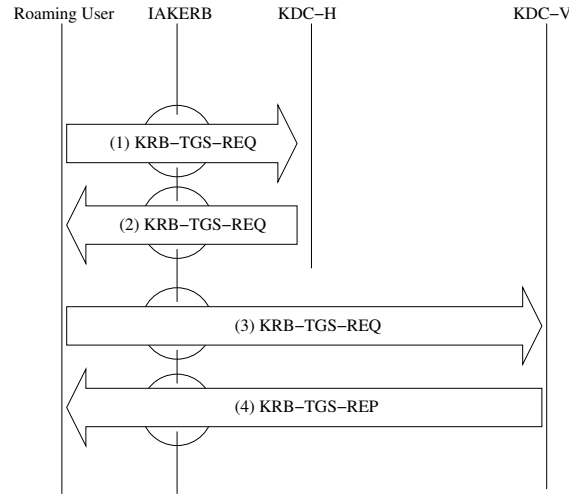 Roaming User IAKERB KDC−H KDC−V
(1) KRB−TGS−REQ
(2) KRB−TGS−REQ
(3) KRB−TGS−REQ
(4) KRB−TGS−REP